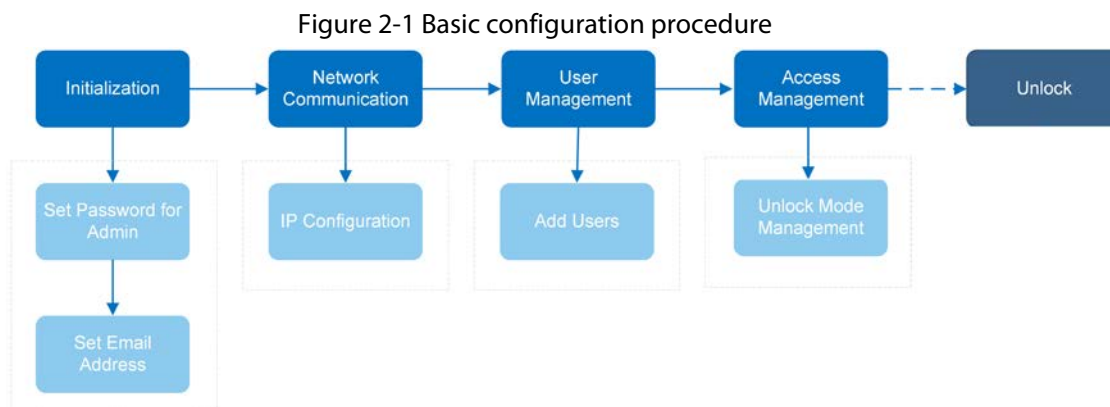 Figure 2-1 Basic configuration procedure
Initialization
Network
Communication
User
Management
Access
Management
Unlock
Set Password for
Admin
IP Configuration
Add Users
Unlock Mode
Management
Set Email
Address